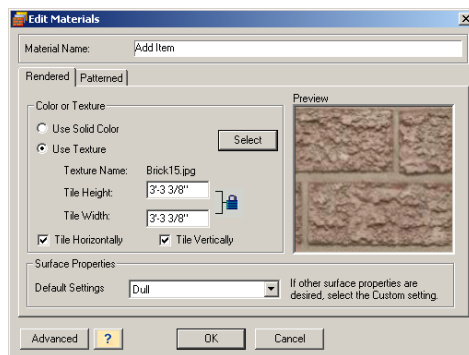 Edit Materials
Material Name: Add Item
Rendered Patterned
Color or Texture
Use Solid Color
Select
Use Texture
Texture Name: Brick15.jpg
Tile Height: 3'-3 3/8"
Tile Width: 3'-3 3/8"
Tile Horizontally Tile Vertically
Preview
Surface Properties
Default Settings Dull
If other surface properties are
desired, select the Custom setting.
Advanced ? OK Cancel